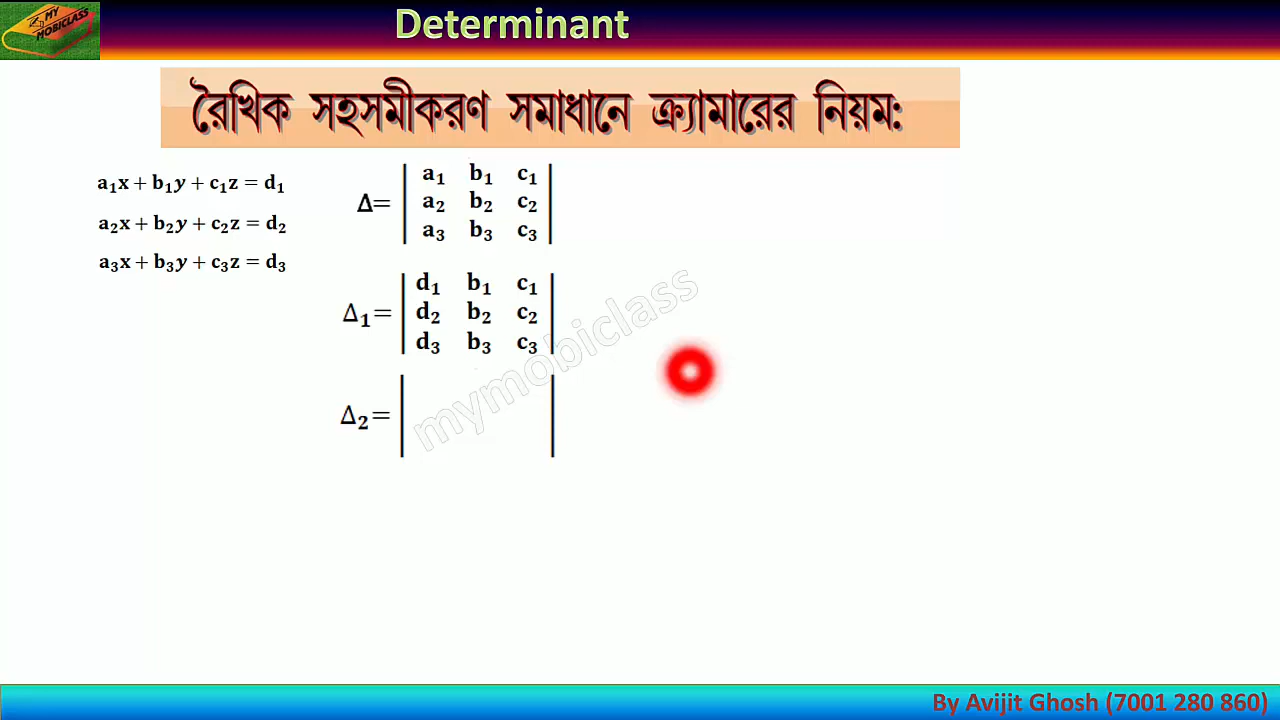 MY
MOBICLASS
Determinant
রৈখিক সহসমীকরণ সমাধানে ক্র্যামারের নিয়ম:
a₁x + b₁y + c₁z = d₁
a₂x + b₂y + c₂z = d₂
a₃x + b₃y + c₃z = d₃
Δ= | a₁ b₁ c₁ |
| a₂ b₂ c₂ |
| a₃ b₃ c₃ |
Δ₁= | d₁ b₁ c₁ |
| d₂ b₂ c₂ |
| d₃ b₃ c₃ |
Δ₂= | |
mymobiclass
By Avijit Ghosh (7001 280 860)